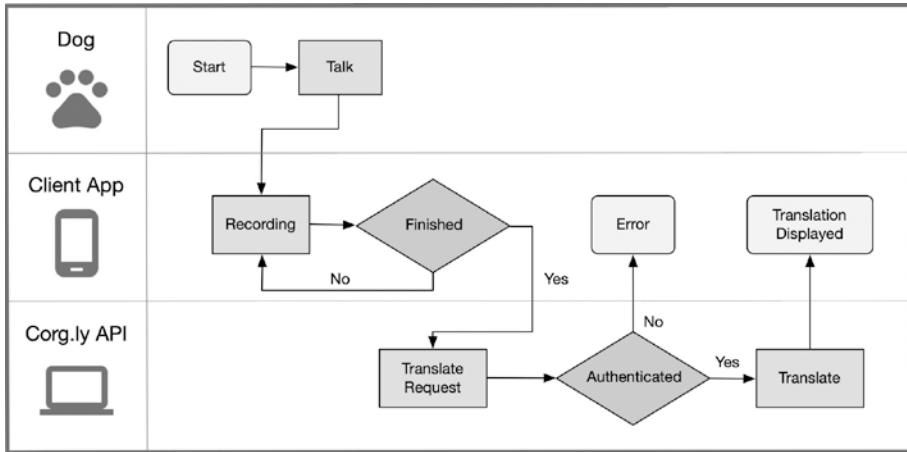 Dog
Start
Talk
Client App
Recording
Finished
Error
Translation
Displayed
No
Yes
Corg.ly API
Translate
Request
Authenticated
No
Yes
Translate